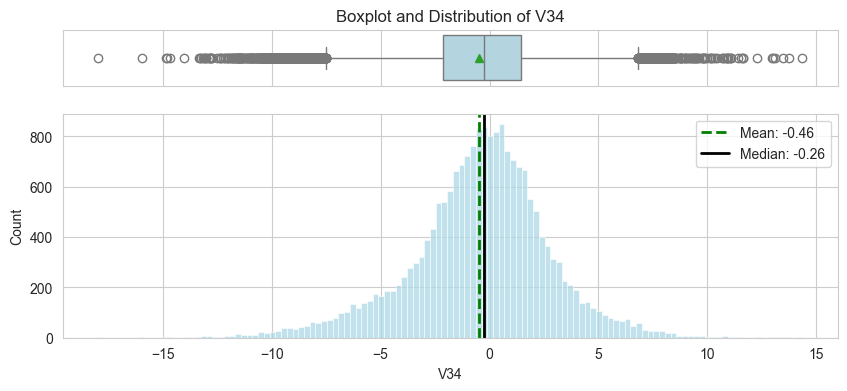 Boxplot and Distribution of V34
Mean: -0.46
Median: -0.26
Count
800
600
400
200
0
−15
−10
−5
0
5
10
15
V34